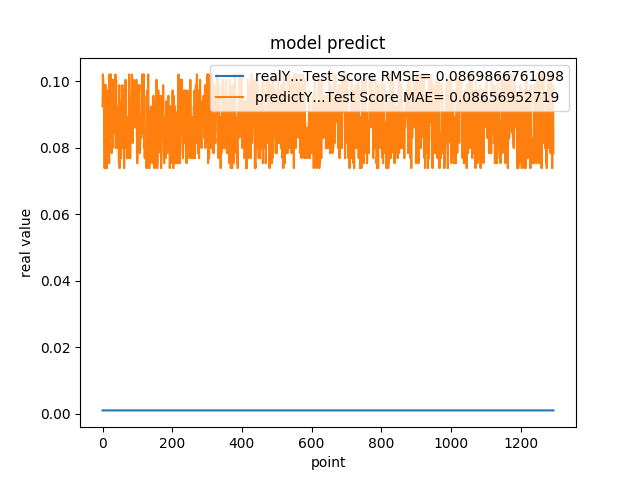 model predict
realY...Test Score RMSE= 0.0869866761098
predictY...Test Score MAE= 0.08656952719
0.10
0.08
0.06
0.04
0.02
0.00
real value
0 200 400 600 800 1000 1200
point